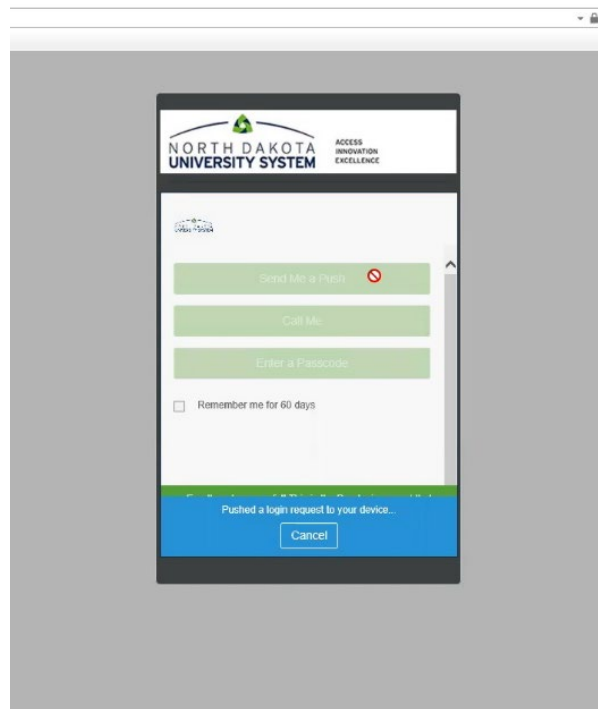 NORTH DAKOTA
UNIVERSITY SYSTEM
ACCESS
INNOVATION
EXCELLENCE
Send Me a Push
Call Me
Enter a Passcode
Remember me for 60 days
Pushed a login request to your device...
Cancel